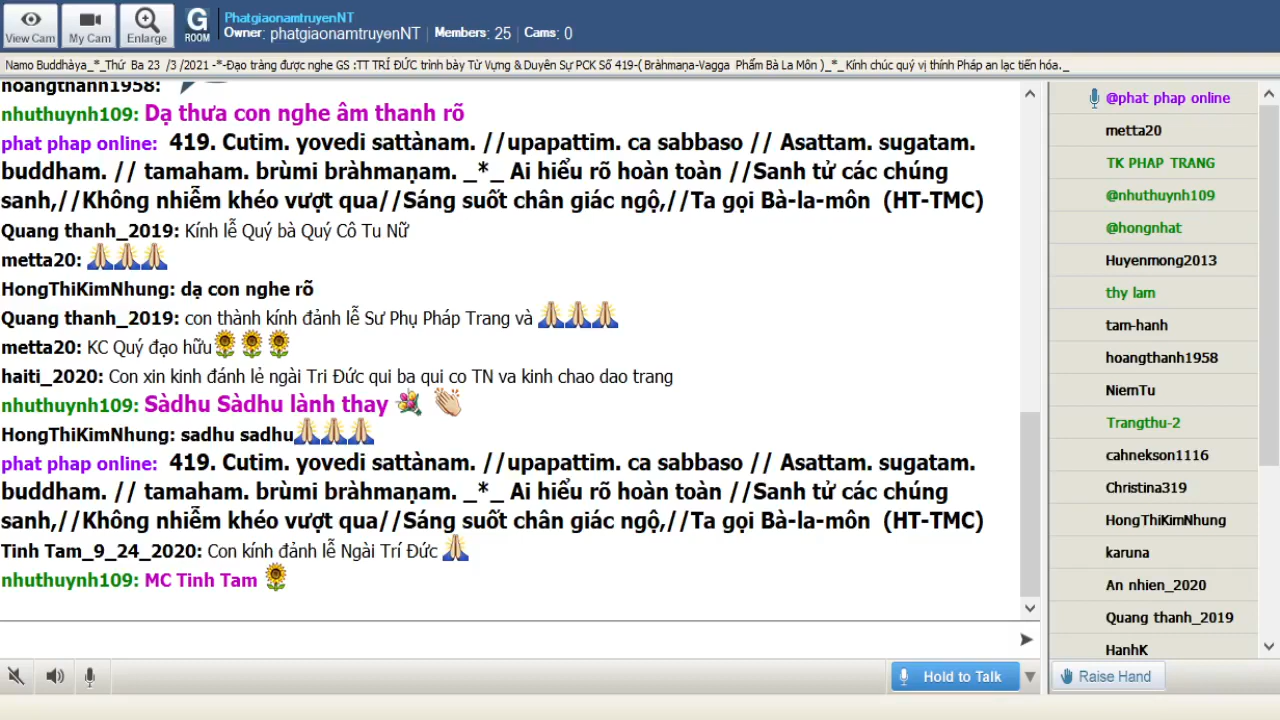 View Cam
My Cam
Enlarge
G
ROOM
PhatgiaonamtruyenNT
Owner: phatgiaonamtruyenNT | Members: 25 | Cams: 0
Namo Buddhàya_*_Thứ Ba 23 /3 /2021 -*-Đạo tràng được nghe GS :TT TRÍ ĐỨC trình bày Từ Vựng & Duyên Sự PCK Số 419-( Bràhmaṇa-Vagga Phẩm Bà La Môn )_*_ Kính chúc quý vị thính Pháp an lạc tiến hóa._
hoangthanh1958:
nhuthuynh109: Dạ thưa con nghe âm thanh rõ
phat phap online: 419. Cutim. yovedi sattànam. //upapattim. ca sabbaso // Asattam. sugatam.
buddham. // tamaham. brùmi bràhmaṇam. _*_ Ai hiểu rõ hoàn toàn //Sanh tử các chúng
sanh,//Không nhiễm khéo vượt qua//Sáng suốt chân giác ngộ,//Ta gọi Bà-la-môn (HT-TMC)
Quang thanh_2019: Kính lễ Quý bà Quý Cô Tu Nữ
metta20: 🙏🙏🙏
HongThiKimNhung: dạ con nghe rõ
Quang thanh_2019: con thành kính đảnh lễ Sư Phụ Pháp Trang và 🙏🙏🙏
metta20: KC Quý đạo hữu🌻🌻🌻
haiti_2020: Con xin kinh đánh lẻ ngài Tri Đức qui ba qui co TN va kinh chao dao trang
nhuthuynh109: Sàdhu Sàdhu lành thay 💐 👏
HongThiKimNhung: sadhu sadhu🙏🙏🙏
phat phap online: 419. Cutim. yovedi sattànam. //upapattim. ca sabbaso // Asattam. sugatam.
buddham. // tamaham. brùmi bràhmaṇam. _*_ Ai hiểu rõ hoàn toàn //Sanh tử các chúng
sanh,//Không nhiễm khéo vượt qua//Sáng suốt chân giác ngộ,//Ta gọi Bà-la-môn (HT-TMC)
Tinh Tam_9_24_2020: Con kính đảnh lễ Ngài Trí Đức 🙏
nhuthuynh109: MC Tinh Tam 🌻
Hold to Talk
@phat phap online
metta20
TK PHAP TRANG
@nhuthuynh109
@hongnhat
Huyenmong2013
thy lam
tam-hanh
hoangthanh1958
NiemTu
Trangthu-2
cahnekson1116
Christina319
HongThiKimNhung
karuna
An nhien_2020
Quang thanh_2019
HanhK
Raise Hand